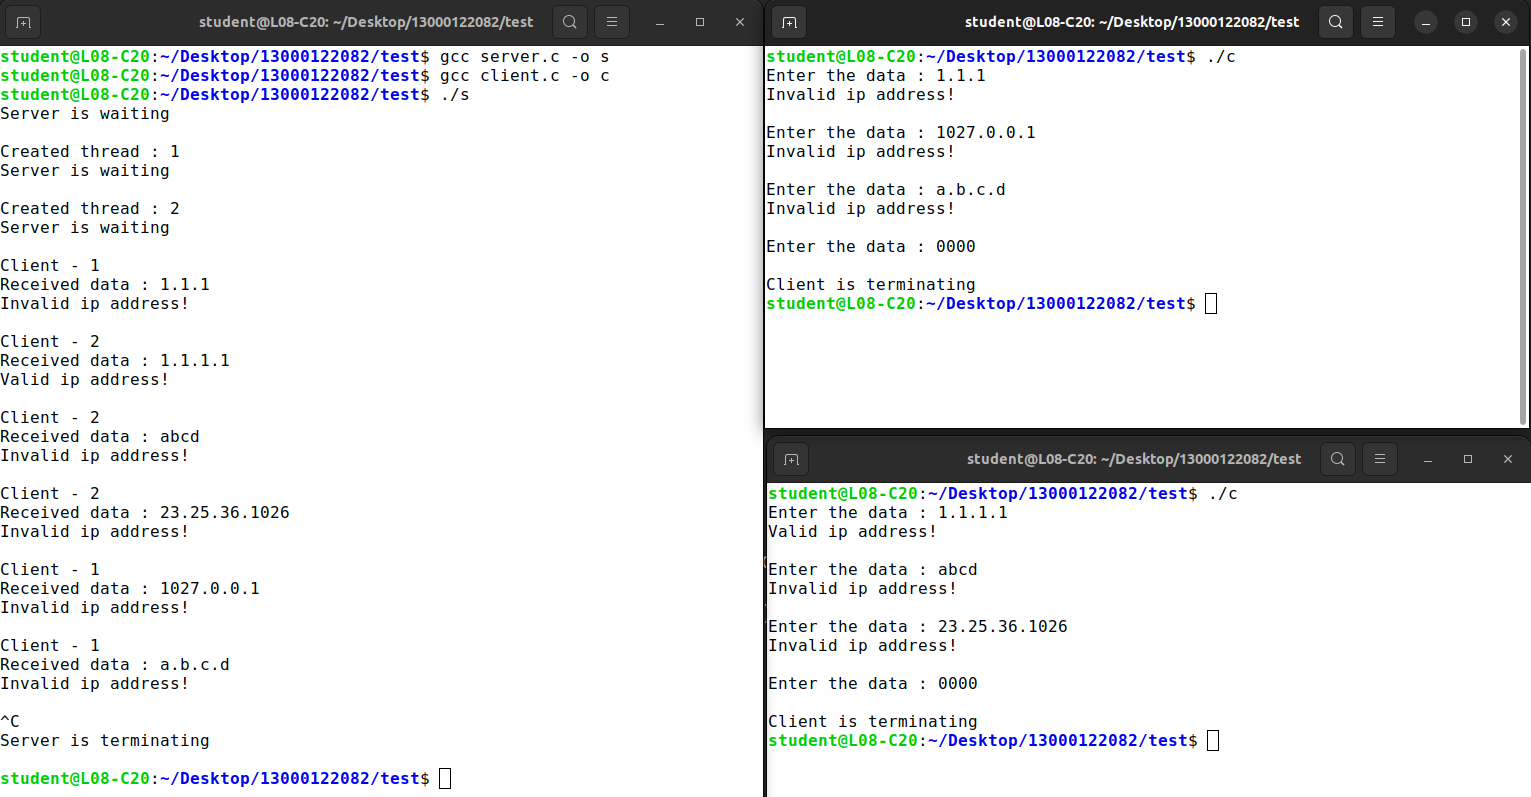 student@L08-C20: ~/Desktop/13000122082/test
student@L08-C20:~/Desktop/13000122082/test$ gcc server.c -o s
student@L08-C20:~/Desktop/13000122082/test$ gcc client.c -o c
student@L08-C20:~/Desktop/13000122082/test$ ./s
Server is waiting
Created thread : 1
Server is waiting
Created thread : 2
Server is waiting
Client - 1
Received data : 1.1.1
Invalid ip address!
Client - 2
Received data : 1.1.1.1
Valid ip address!
Client - 2
Received data : abcd
Invalid ip address!
Client - 2
Received data : 23.25.36.1026
Invalid ip address!
Client - 1
Received data : 1027.0.0.1
Invalid ip address!
Client - 1
Received data : a.b.c.d
Invalid ip address!
^C
Server is terminating
student@L08-C20:~/Desktop/13000122082/test$
student@L08-C20: ~/Desktop/13000122082/test
student@L08-C20:~/Desktop/13000122082/test$ ./c
Enter the data : 1.1.1
Invalid ip address!
Enter the data : 1027.0.0.1
Invalid ip address!
Enter the data : a.b.c.d
Invalid ip address!
Enter the data : 0000
Client is terminating
student@L08-C20:~/Desktop/13000122082/test$
student@L08-C20: ~/Desktop/13000122082/test
student@L08-C20:~/Desktop/13000122082/test$ ./c
Enter the data : 1.1.1.1
Valid ip address!
Enter the data : abcd
Invalid ip address!
Enter the data : 23.25.36.1026
Invalid ip address!
Enter the data : 0000
Client is terminating
student@L08-C20:~/Desktop/13000122082/test$